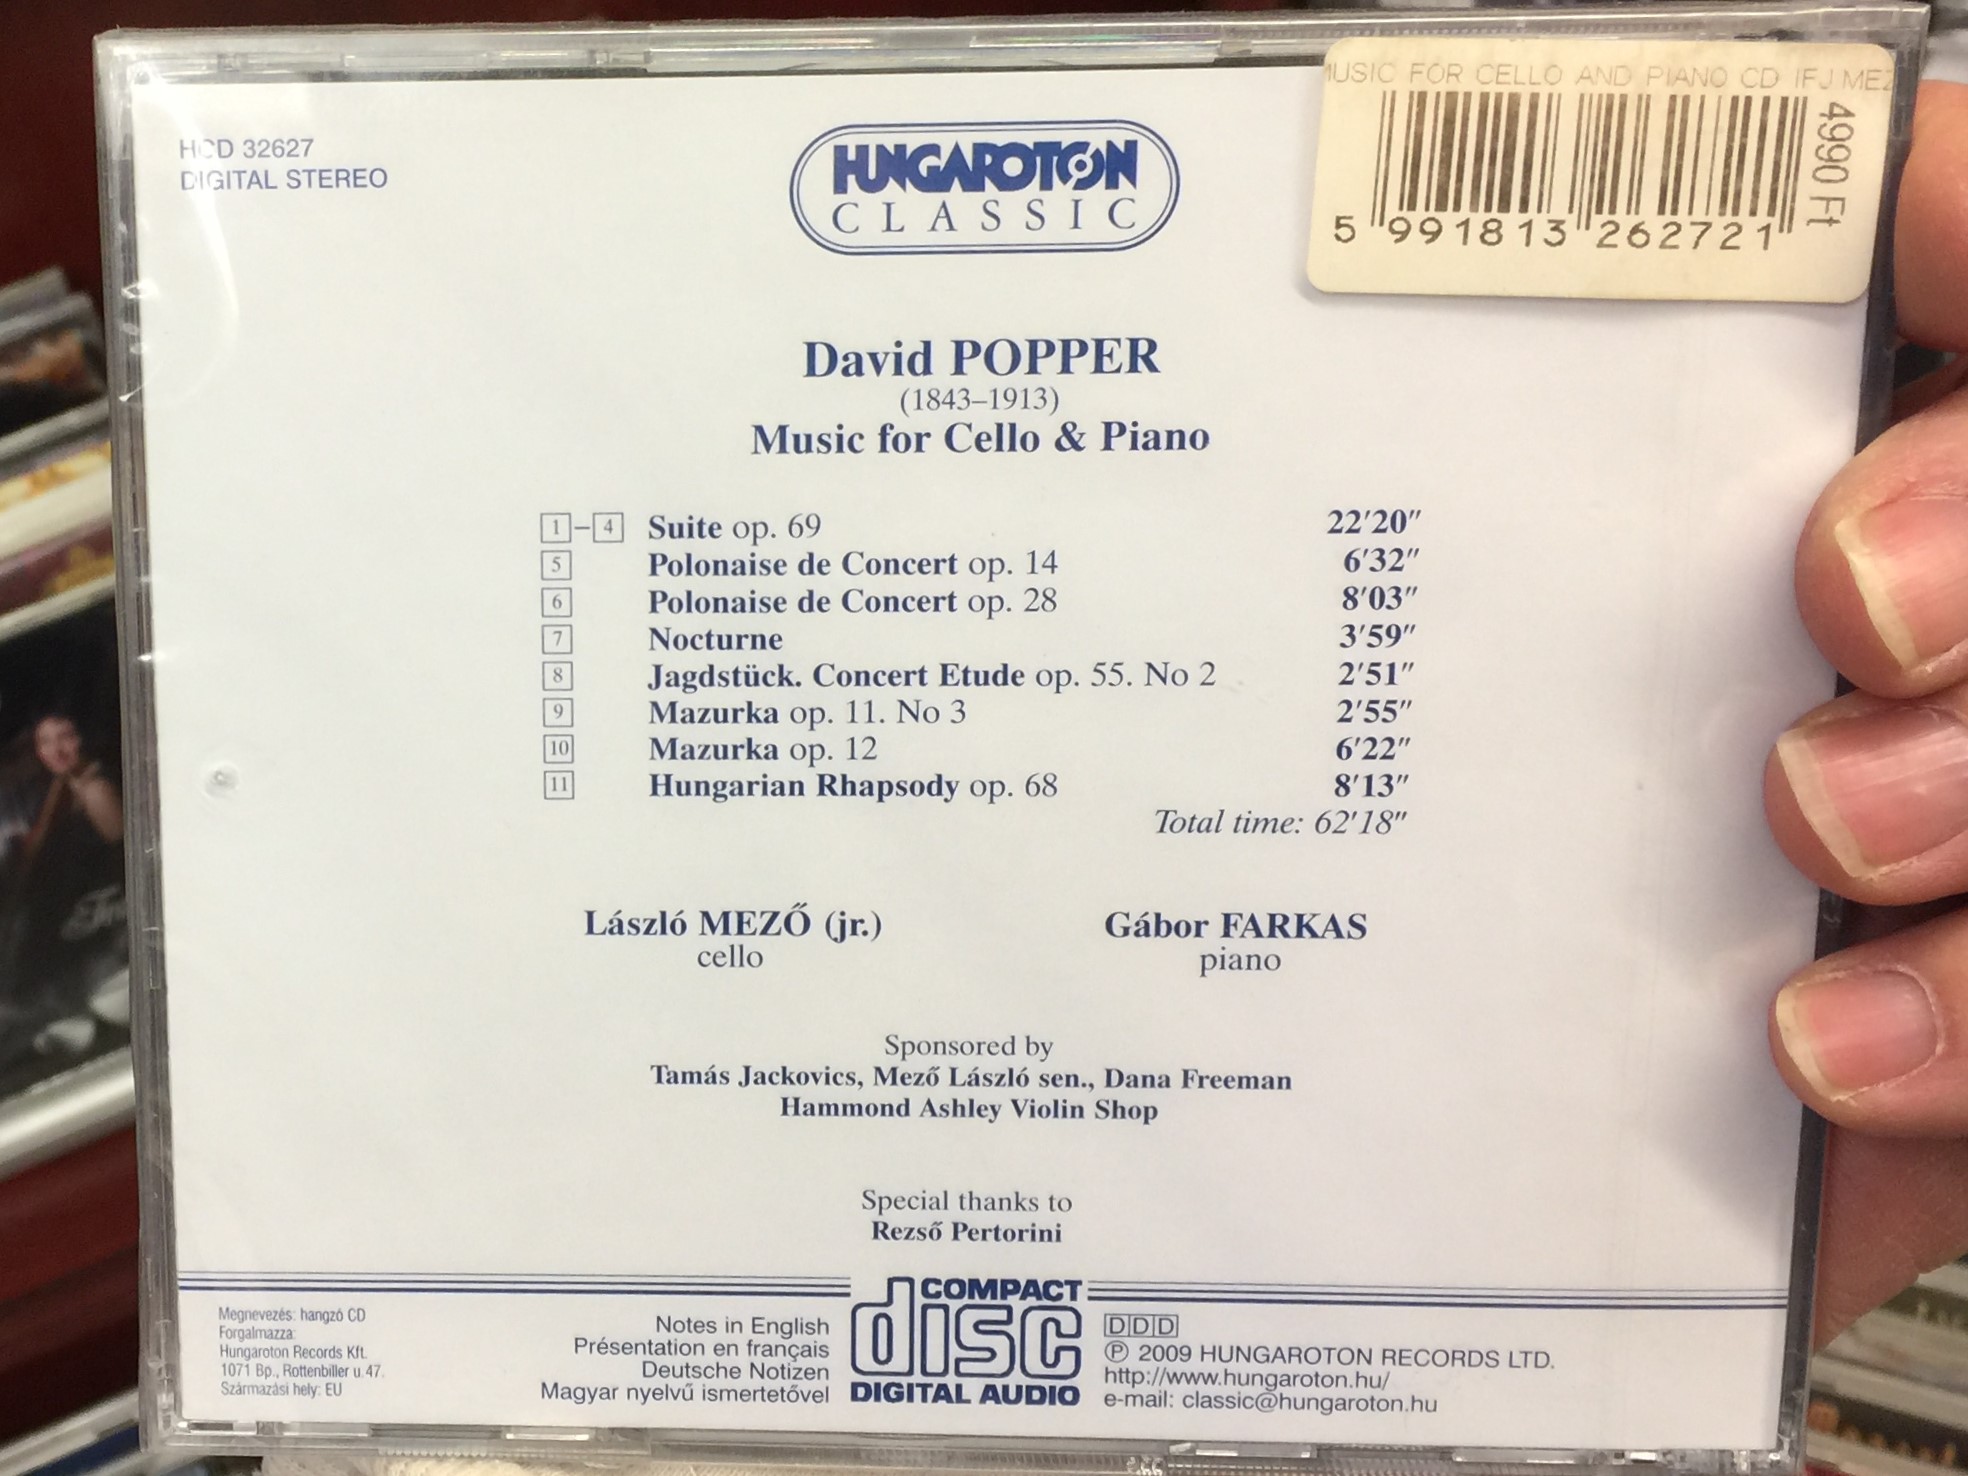 HCD 32627
DIGITAL STEREO
HUNGAROTON
CLASSIC
MUSIC FOR CELLO AND PIANO CD IFJ MEZ
4990 Ft
5 991813 262721
David POPPER
(1843–1913)
Music for Cello & Piano
1–4 Suite op. 69 22'20"
5 Polonaise de Concert op. 14 6'32"
6 Polonaise de Concert op. 28 8'03"
7 Nocturne 3'59"
8 Jagdstück. Concert Etude op. 55. No 2 2'51"
9 Mazurka op. 11. No 3 2'55"
10 Mazurka op. 12 6'22"
11 Hungarian Rhapsody op. 68 8'13"
Total time: 62'18"
László MEZŐ (jr.) Gábor FARKAS
cello piano
Sponsored by
Tamás Jackovics, Mező László sen., Dana Freeman
Hammond Ashley Violin Shop
Special thanks to
Rezső Pertorini
Megnevezés: hangzó CD
Forgalmazza:
Hungaroton Records Kft.
1071 Bp., Rottenbiller u. 47.
Származási hely: EU
Notes in English
Présentation en français
Deutsche Notizen
Magyar nyelvű ismertetővel
COMPACT
disc
DIGITAL AUDIO
DDD
℗ 2009 HUNGAROTON RECORDS LTD.
http://www.hungaroton.hu/
e-mail: classic@hungaroton.hu